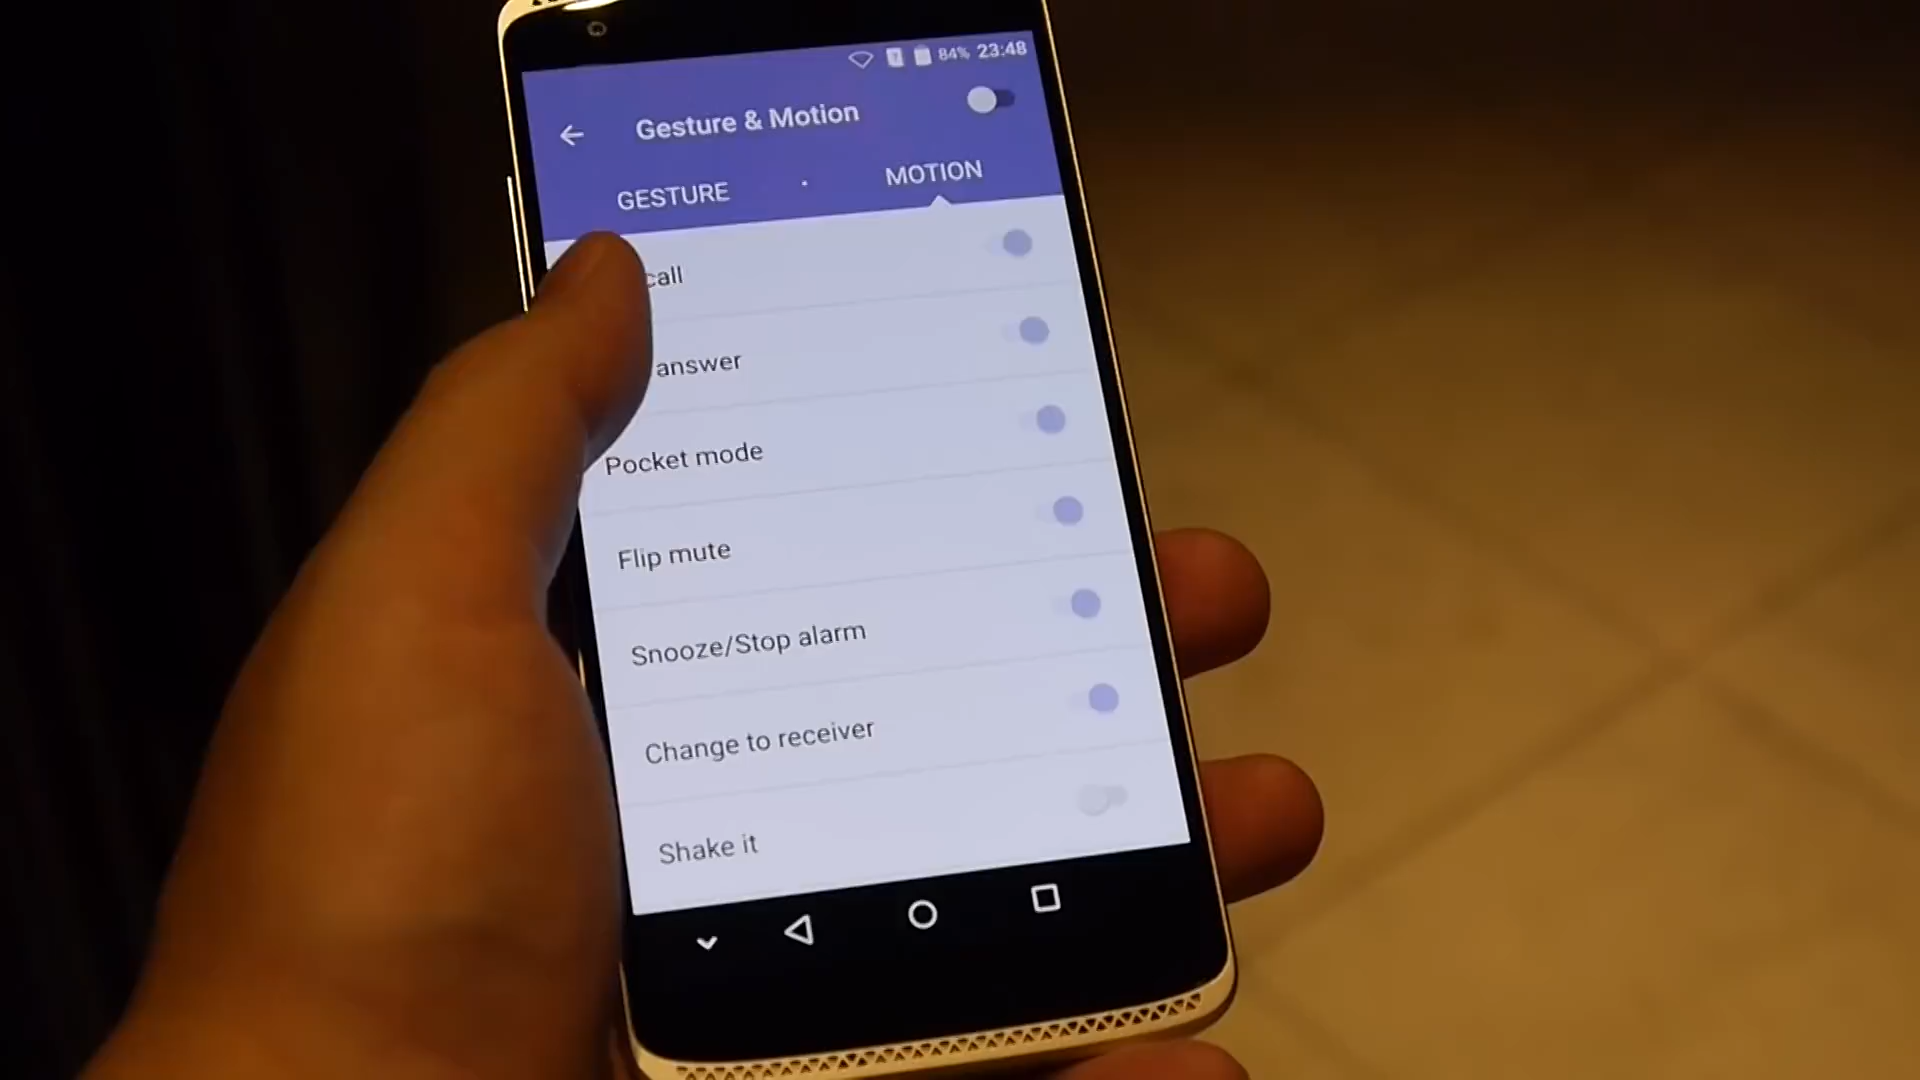 84% 23:48
Gesture & Motion
GESTURE
MOTION
call
answer
Pocket mode
Flip mute
Snooze/Stop alarm
Change to receiver
Shake it